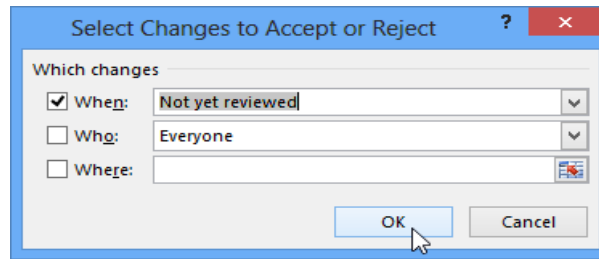 Select Changes to Accept or Reject ?
Which changes
When: Not yet reviewed
Who: Everyone
Where:
OK Cancel